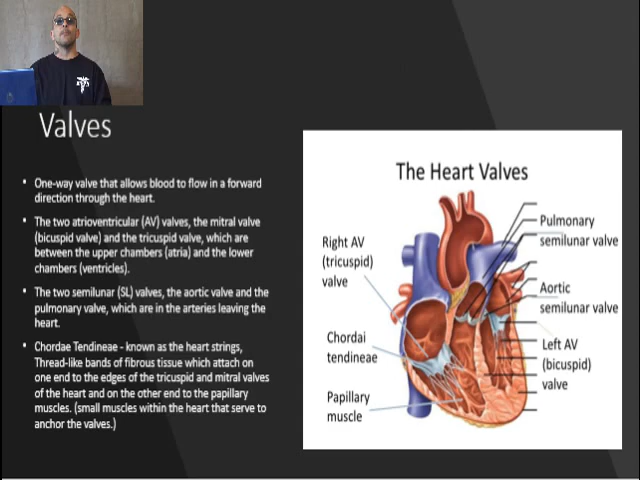 Valves
• One-way valve that allows blood to flow in a forward
direction through the heart.
• The two atrioventricular (AV) valves, the mitral valve
(bicuspid valve) and the tricuspid valve, which are
between the upper chambers (atria) and the lower
chambers (ventricles).
• The two semilunar (SL) valves, the aortic valve and the
pulmonary valve, which are in the arteries leaving the
heart.
• Chordae Tendineae - known as the heart strings,
Thread-like bands of fibrous tissue which attach on
one end to the edges of the tricuspid and mitral valves
of the heart and on the other end to the papillary
muscles. (small muscles within the heart that serve to
anchor the valves.)
The Heart Valves
Right AV
(tricuspid)
valve
Chordai
tendineae
Papillary
muscle
Pulmonary
semilunar valve
Aortic
semilunar valve
Left AV
(bicuspid)
valve